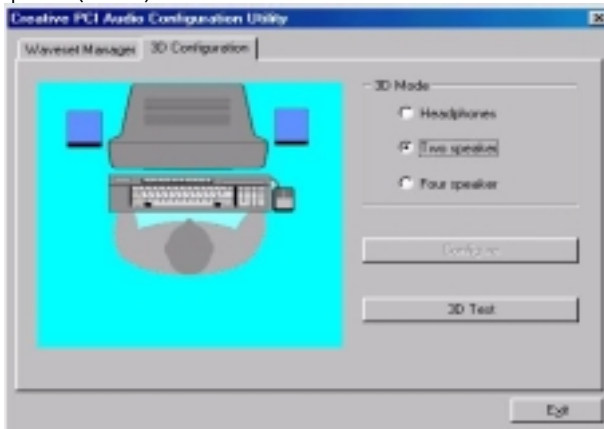 Creative PCI Audio Configuration Utility
Waveset Manager
3D Configuration
3D Mode
Headphones
Two speaker
Four speaker
Configure
3D Test
Exit